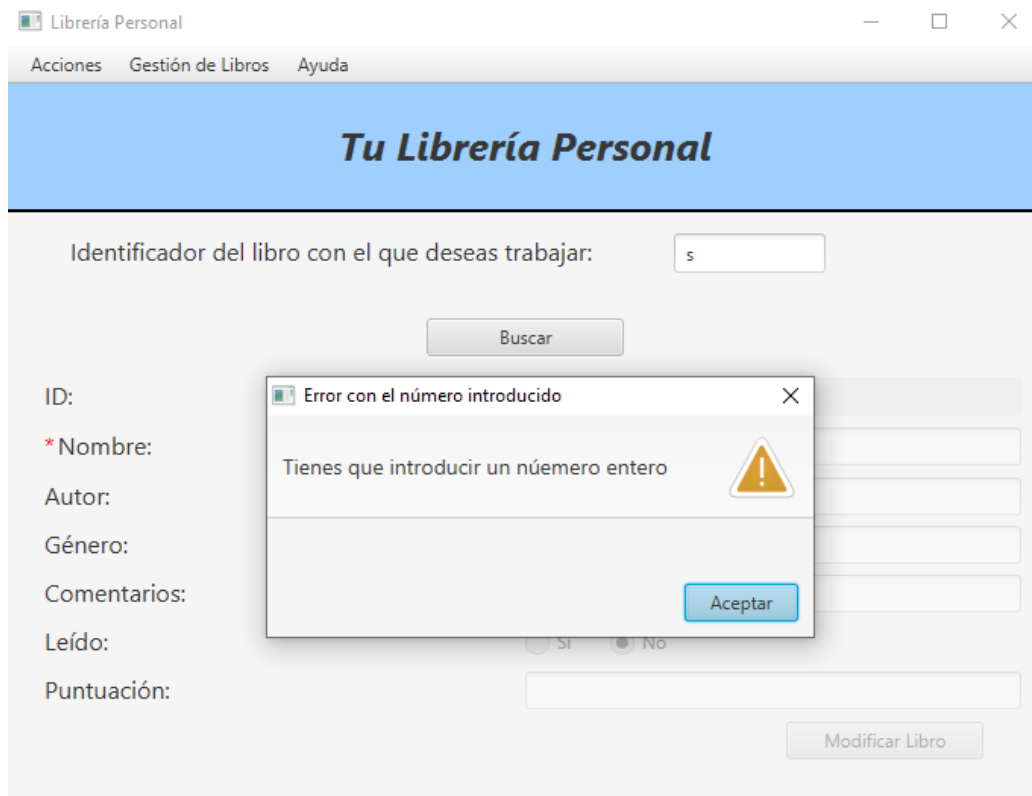 Librería Personal
Acciones Gestión de Libros Ayuda
Tu Librería Personal
Identificador del libro con el que deseas trabajar: s
Buscar
ID:
Error con el número introducido
*Nombre:
Tienes que introducir un núemero entero
Autor:
Género:
Comentarios:
Aceptar
Leído: Sí No
Puntuación:
Modificar Libro